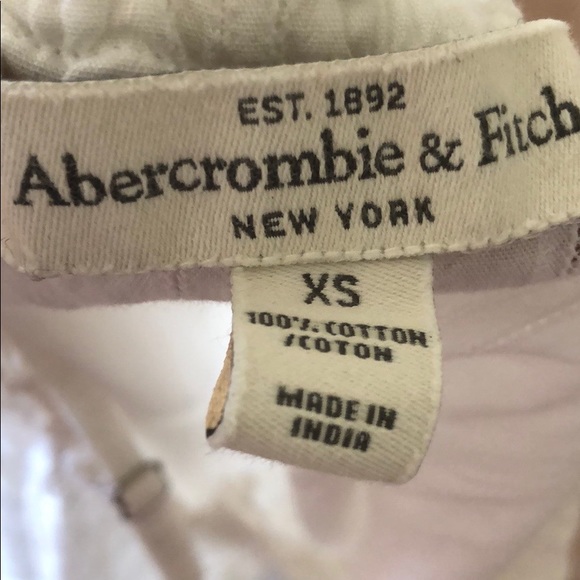 EST. 1892
Abercrombie & Fitch
NEW YORK
XS
100% COTTON
/COTON
MADE IN
INDIA